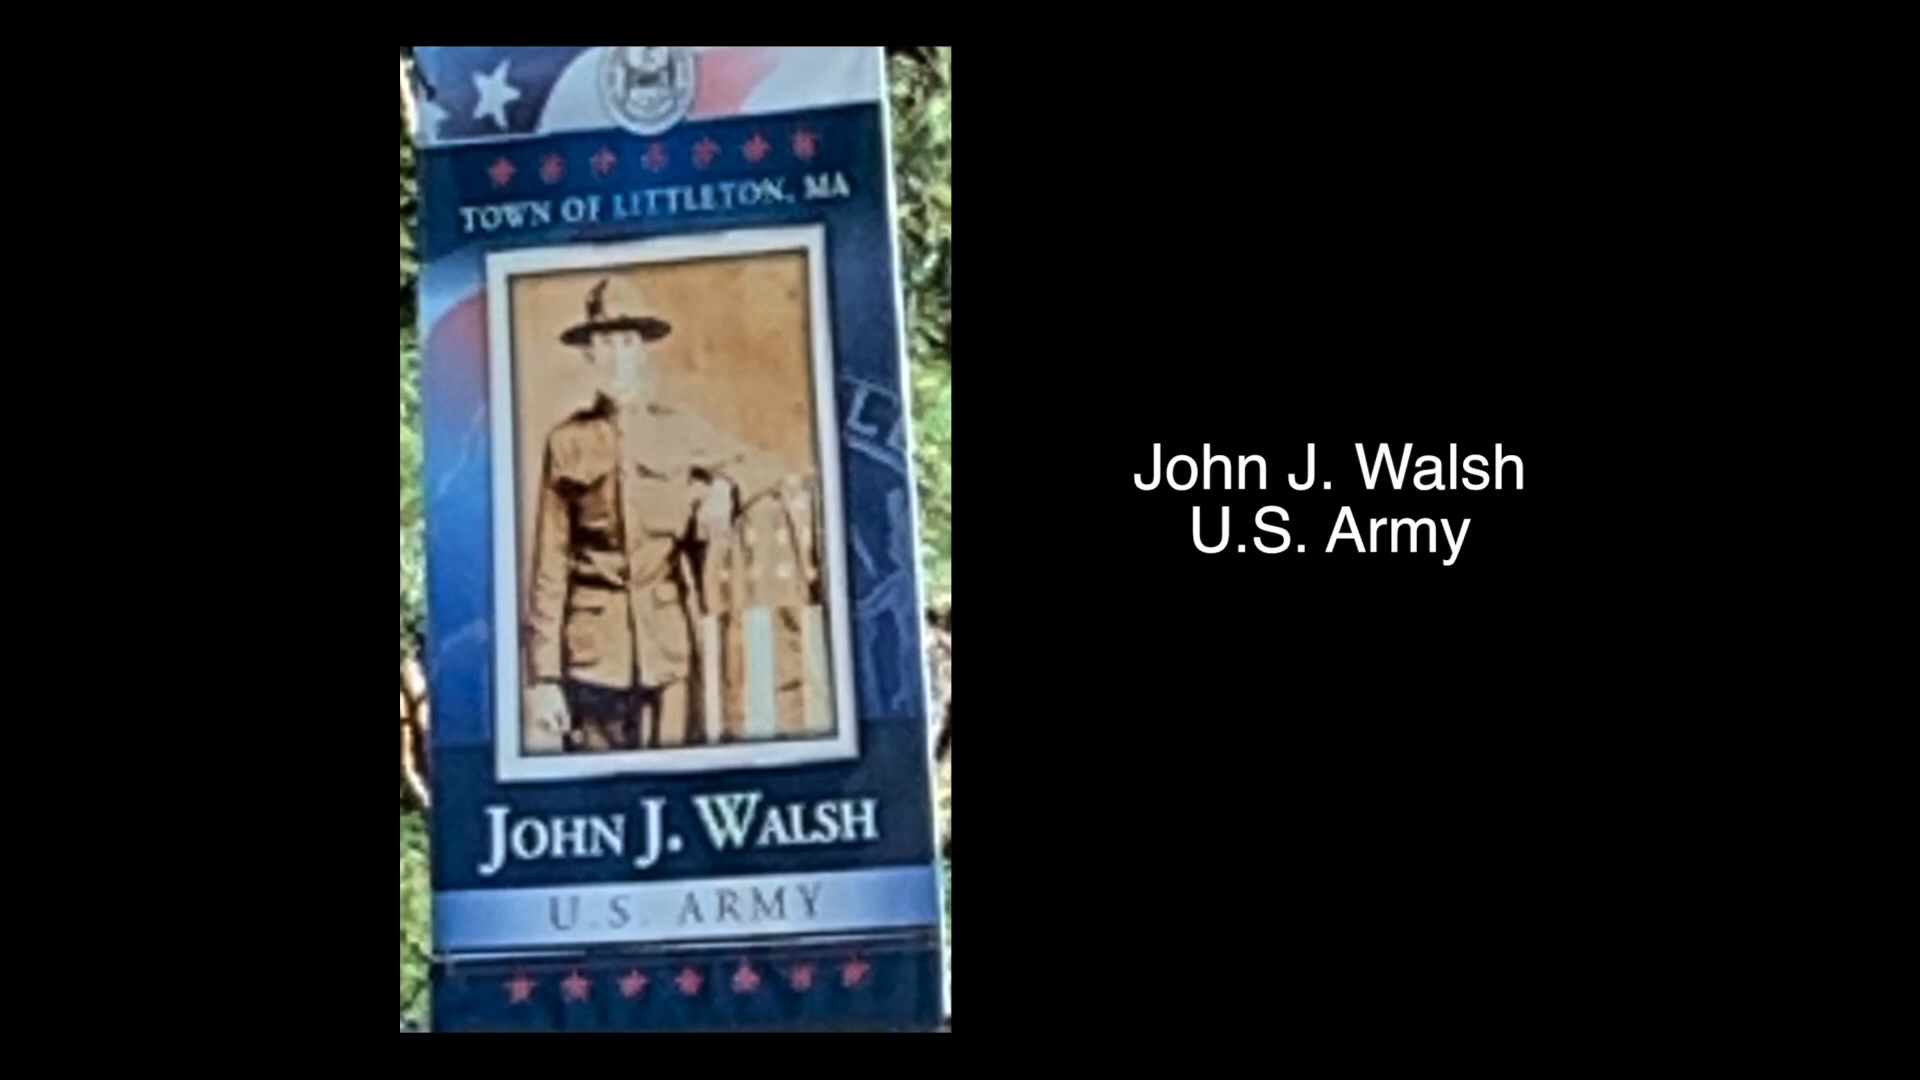 TOWN OF LITTLETON, MA
JOHN J. WALSH
U.S. ARMY
John J. Walsh
U.S. Army